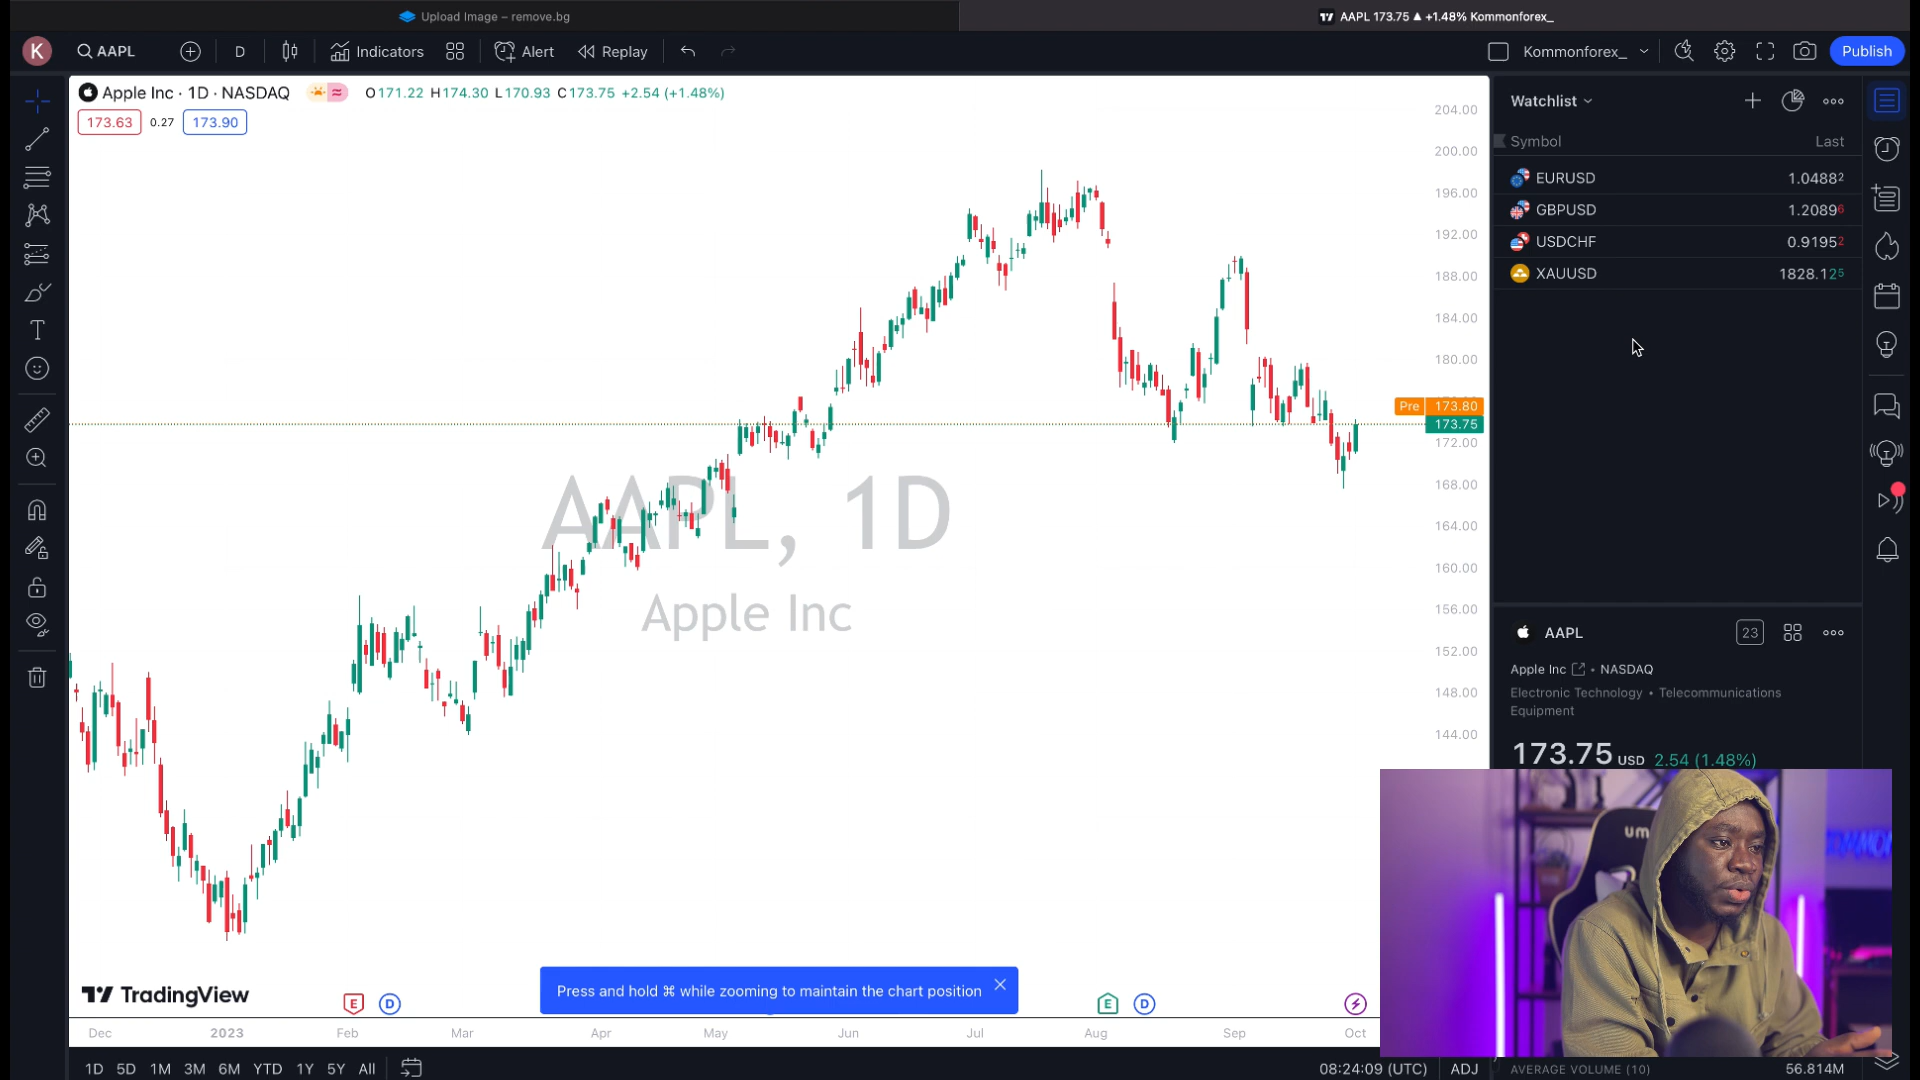 Upload Image – remove.bg
AAPL 173.75 ▲ +1.48% Kommonforex_
K
AAPL
D
Indicators
Alert
Replay
Kommonforex_
Publish
Apple Inc · 1D · NASDAQ
O171.22 H174.30 L170.93 C173.75 +2.54 (+1.48%)
173.63 0.27 173.90
204.00
200.00
196.00
192.00
188.00
184.00
180.00
Pre 173.80
173.75
172.00
168.00
164.00
160.00
156.00
152.00
148.00
144.00
AAPL, 1D
Apple Inc
TradingView
Press and hold ⌘ while zooming to maintain the chart position
E D E D
Dec 2023 Feb Mar Apr May Jun Jul Aug Sep Oct
1D 5D 1M 3M 6M YTD 1Y 5Y All
08:24:09 (UTC) ADJ
Watchlist
Symbol Last
EURUSD 1.04882
GBPUSD 1.20896
USDCHF 0.91952
XAUUSD 1828.125
AAPL
23
Apple Inc • NASDAQ
Electronic Technology • Telecommunications
Equipment
173.75 USD 2.54 (1.48%)
um
AVERAGE VOLUME (10) 56.814M